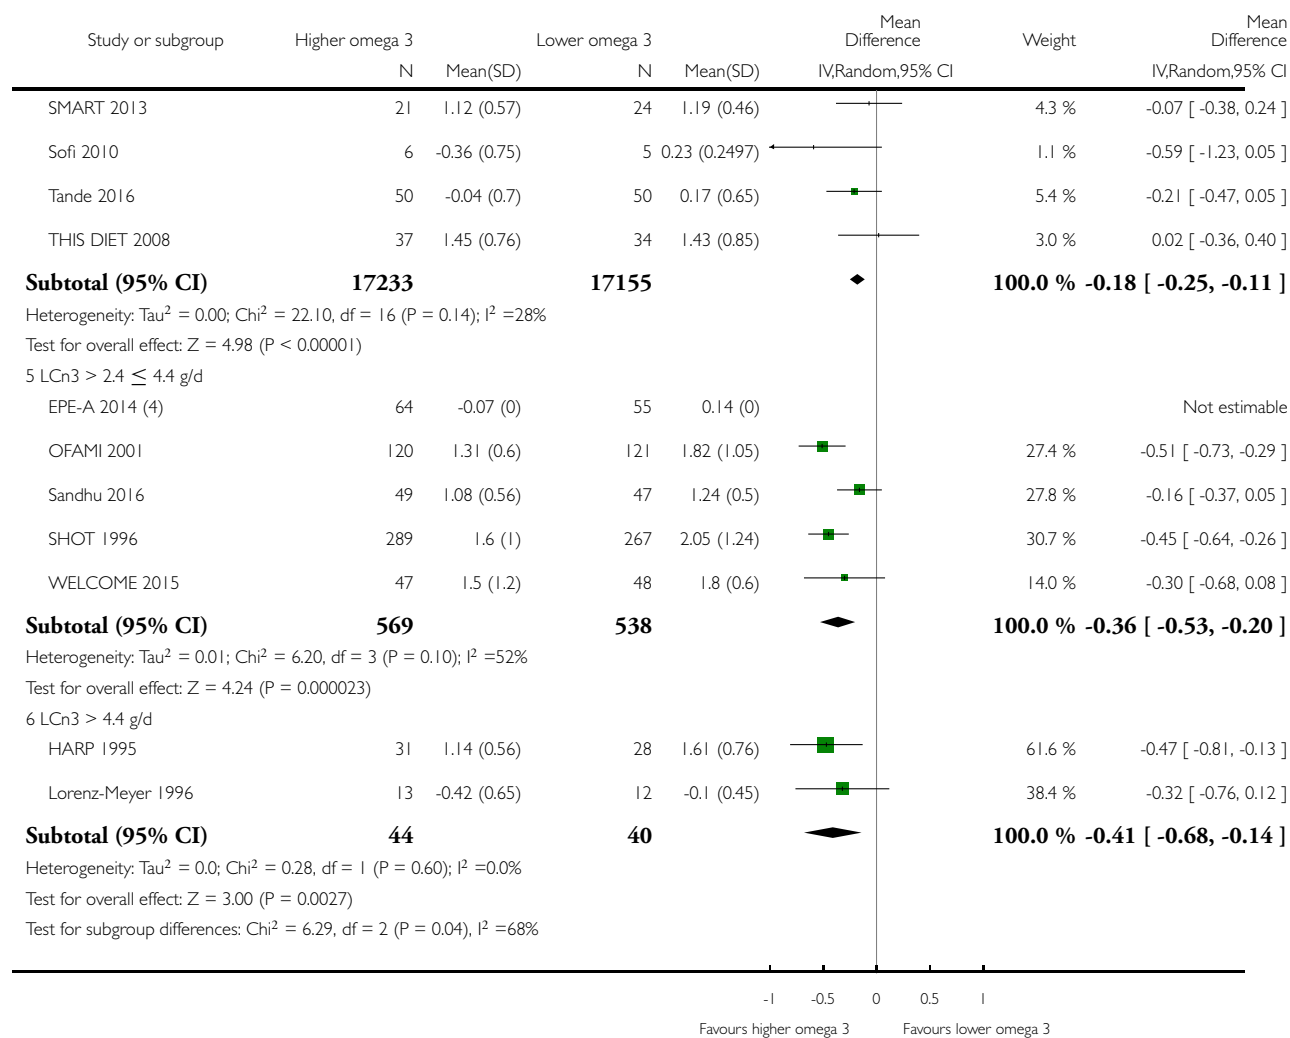 Study or subgroup Higher omega 3 Lower omega 3 Mean Difference Weight Mean Difference
N Mean(SD) N Mean(SD) IV,Random,95% CI IV,Random,95% CI
SMART 2013 21 1.12 (0.57) 24 1.19 (0.46) 4.3 % -0.07 [ -0.38, 0.24 ]
Sofi 2010 6 -0.36 (0.75) 5 0.23 (0.2497) 1.1 % -0.59 [ -1.23, 0.05 ]
Tande 2016 50 -0.04 (0.7) 50 0.17 (0.65) 5.4 % -0.21 [ -0.47, 0.05 ]
THIS DIET 2008 37 1.45 (0.76) 34 1.43 (0.85) 3.0 % 0.02 [ -0.36, 0.40 ]
Subtotal (95% CI) 17233 17155 100.0 % -0.18 [ -0.25, -0.11 ]
Heterogeneity: Tau² = 0.00; Chi² = 22.10, df = 16 (P = 0.14); I² =28%
Test for overall effect: Z = 4.98 (P < 0.00001)
5 LCn3 > 2.4 ≤ 4.4 g/d
EPE-A 2014 (4) 64 -0.07 (0) 55 0.14 (0) Not estimable
OFAMI 2001 120 1.31 (0.6) 121 1.82 (1.05) 27.4 % -0.51 [ -0.73, -0.29 ]
Sandhu 2016 49 1.08 (0.56) 47 1.24 (0.5) 27.8 % -0.16 [ -0.37, 0.05 ]
SHOT 1996 289 1.6 (1) 267 2.05 (1.24) 30.7 % -0.45 [ -0.64, -0.26 ]
WELCOME 2015 47 1.5 (1.2) 48 1.8 (0.6) 14.0 % -0.30 [ -0.68, 0.08 ]
Subtotal (95% CI) 569 538 100.0 % -0.36 [ -0.53, -0.20 ]
Heterogeneity: Tau² = 0.01; Chi² = 6.20, df = 3 (P = 0.10); I² =52%
Test for overall effect: Z = 4.24 (P = 0.000023)
6 LCn3 > 4.4 g/d
HARP 1995 31 1.14 (0.56) 28 1.61 (0.76) 61.6 % -0.47 [ -0.81, -0.13 ]
Lorenz-Meyer 1996 13 -0.42 (0.65) 12 -0.1 (0.45) 38.4 % -0.32 [ -0.76, 0.12 ]
Subtotal (95% CI) 44 40 100.0 % -0.41 [ -0.68, -0.14 ]
Heterogeneity: Tau² = 0.0; Chi² = 0.28, df = 1 (P = 0.60); I² =0.0%
Test for overall effect: Z = 3.00 (P = 0.0027)
Test for subgroup differences: Chi² = 6.29, df = 2 (P = 0.04), I² =68%
-1 -0.5 0 0.5 1
Favours higher omega 3 Favours lower omega 3